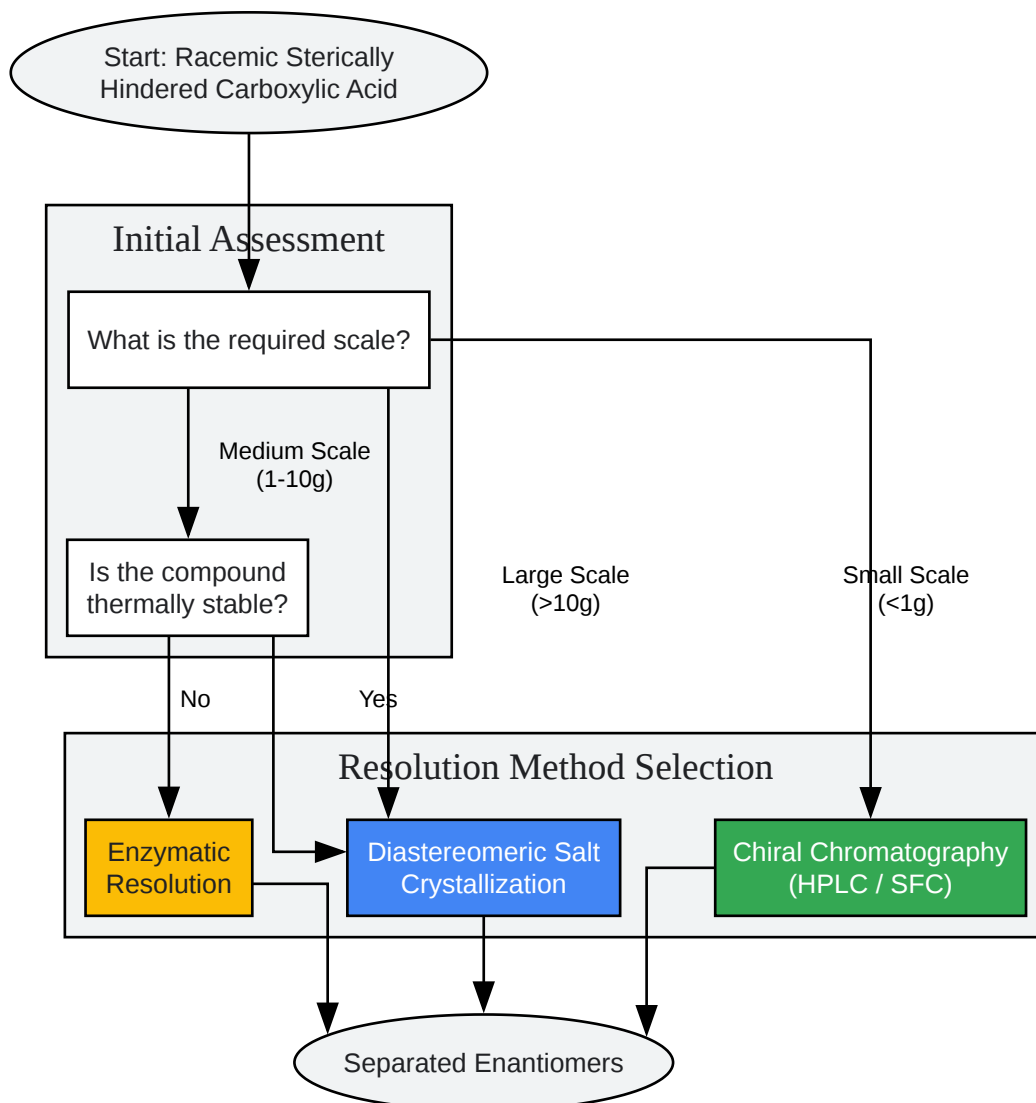 Start: Racemic Sterically
Hindered Carboxylic Acid
Initial Assessment
What is the required scale?
Medium Scale
(1-10g)
Is the compound
thermally stable?
Large Scale
(>10g)
Small Scale
(<1g)
No
Yes
Resolution Method Selection
Enzymatic
Resolution
Diastereomeric Salt
Crystallization
Chiral Chromatography
(HPLC / SFC)
Separated Enantiomers